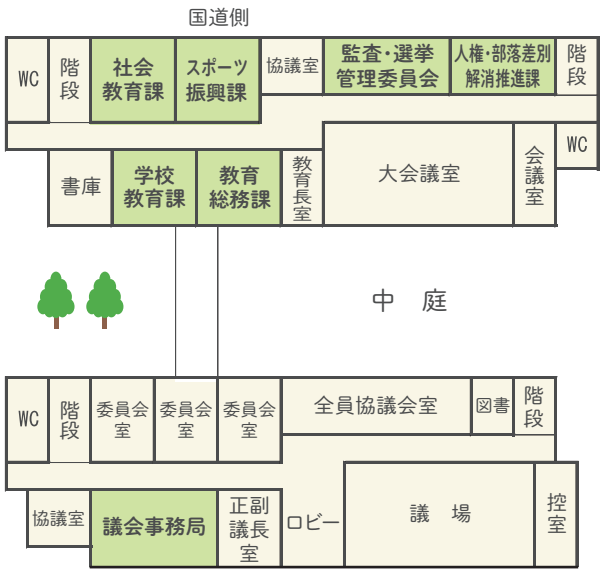 国道側
WC
階段
社会
教育課
スポーツ
振興課
協議室
監査・選挙
管理委員会
人権・部落差別
解消推進課
階段
書庫
学校
教育課
教育
総務課
教育長室
大会議室
会議室
WC
中 庭
WC
階段
委員会
室
委員会
室
委員会
室
全員協議会室
図書
階段
協議室
議会事務局
正副
議長
室
ロビー
議 場
控室